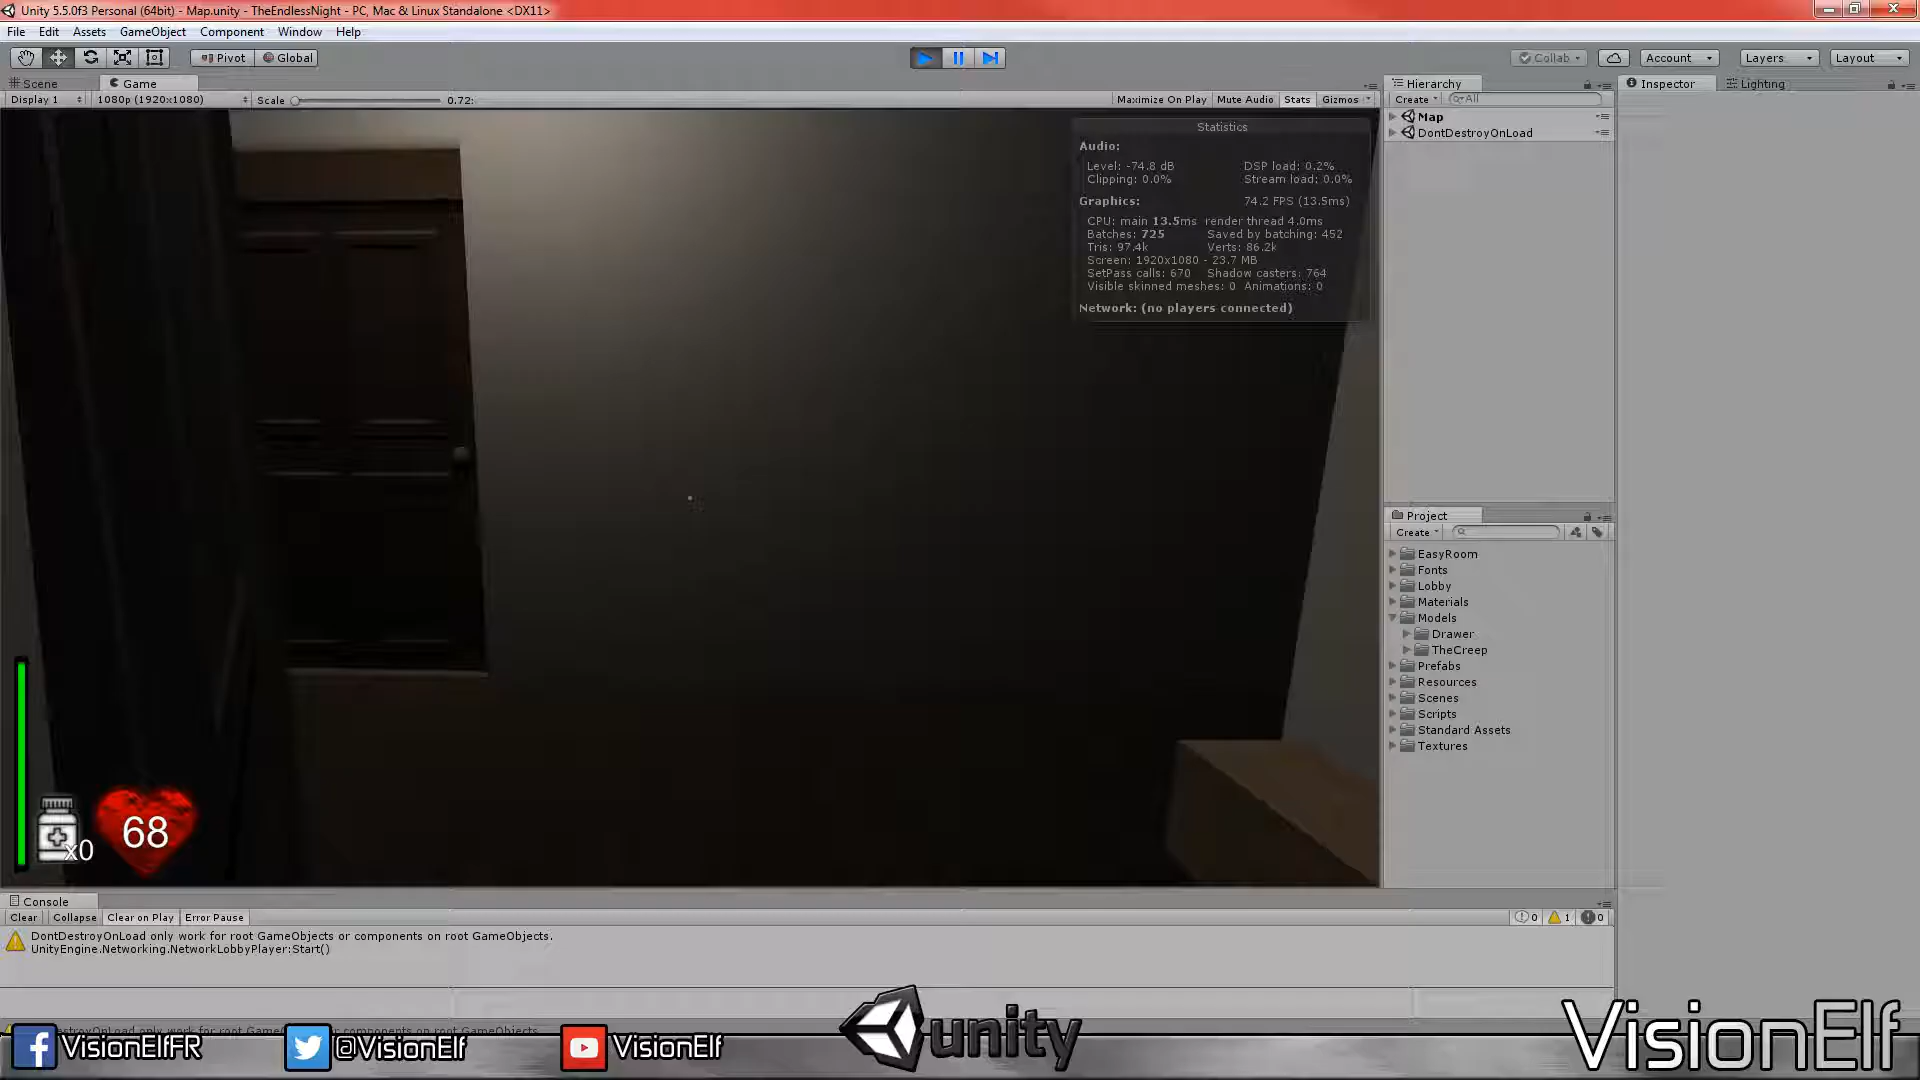 Unity 5.5.0f3 Personal (64bit) - Map.unity - TheEndlessNight - PC, Mac & Linux Standalone <DX11>
File Edit Assets GameObject Component Window Help
Pivot Global Collab Account Layers Layout
Scene Game Hierarchy Inspector Lighting
Display 1 1080p (1920x1080) Scale 0.72: Maximize On Play Mute Audio Stats Gizmos Create All
Map
DontDestroyOnLoad
Statistics
Audio:
Level: -74.8 dB DSP load: 0.2%
Clipping: 0.0% Stream load: 0.0%
Graphics: 74.2 FPS (13.5ms)
CPU: main 13.5ms render thread 4.0ms
Batches: 725 Saved by batching: 452
Tris: 97.4k Verts: 86.2k
Screen: 1920x1080 - 23.7 MB
SetPass calls: 670 Shadow casters: 764
Visible skinned meshes: 0 Animations: 0
Network: (no players connected)
Project
Create
EasyRoom
Fonts
Lobby
Materials
Models
Drawer
TheCreep
Prefabs
Resources
Scenes
Scripts
Standard Assets
Textures
x0 68
Console
Clear Collapse Clear on Play Error Pause 0 1 0
DontDestroyOnLoad only work for root GameObjects or components on root GameObjects.
UnityEngine.Networking.NetworkLobbyPlayer:Start()
VisionElfFR @VisionElf VisionElf unity VisionElf